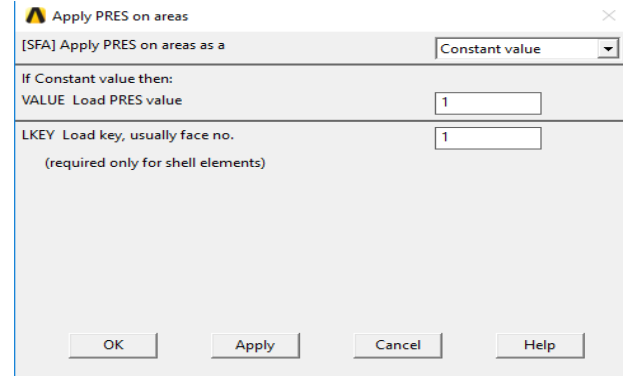 Apply PRES on areas
[SFA] Apply PRES on areas as a Constant value
If Constant value then:
VALUE Load PRES value 1
LKEY Load key, usually face no. 1
(required only for shell elements)
OK Apply Cancel Help